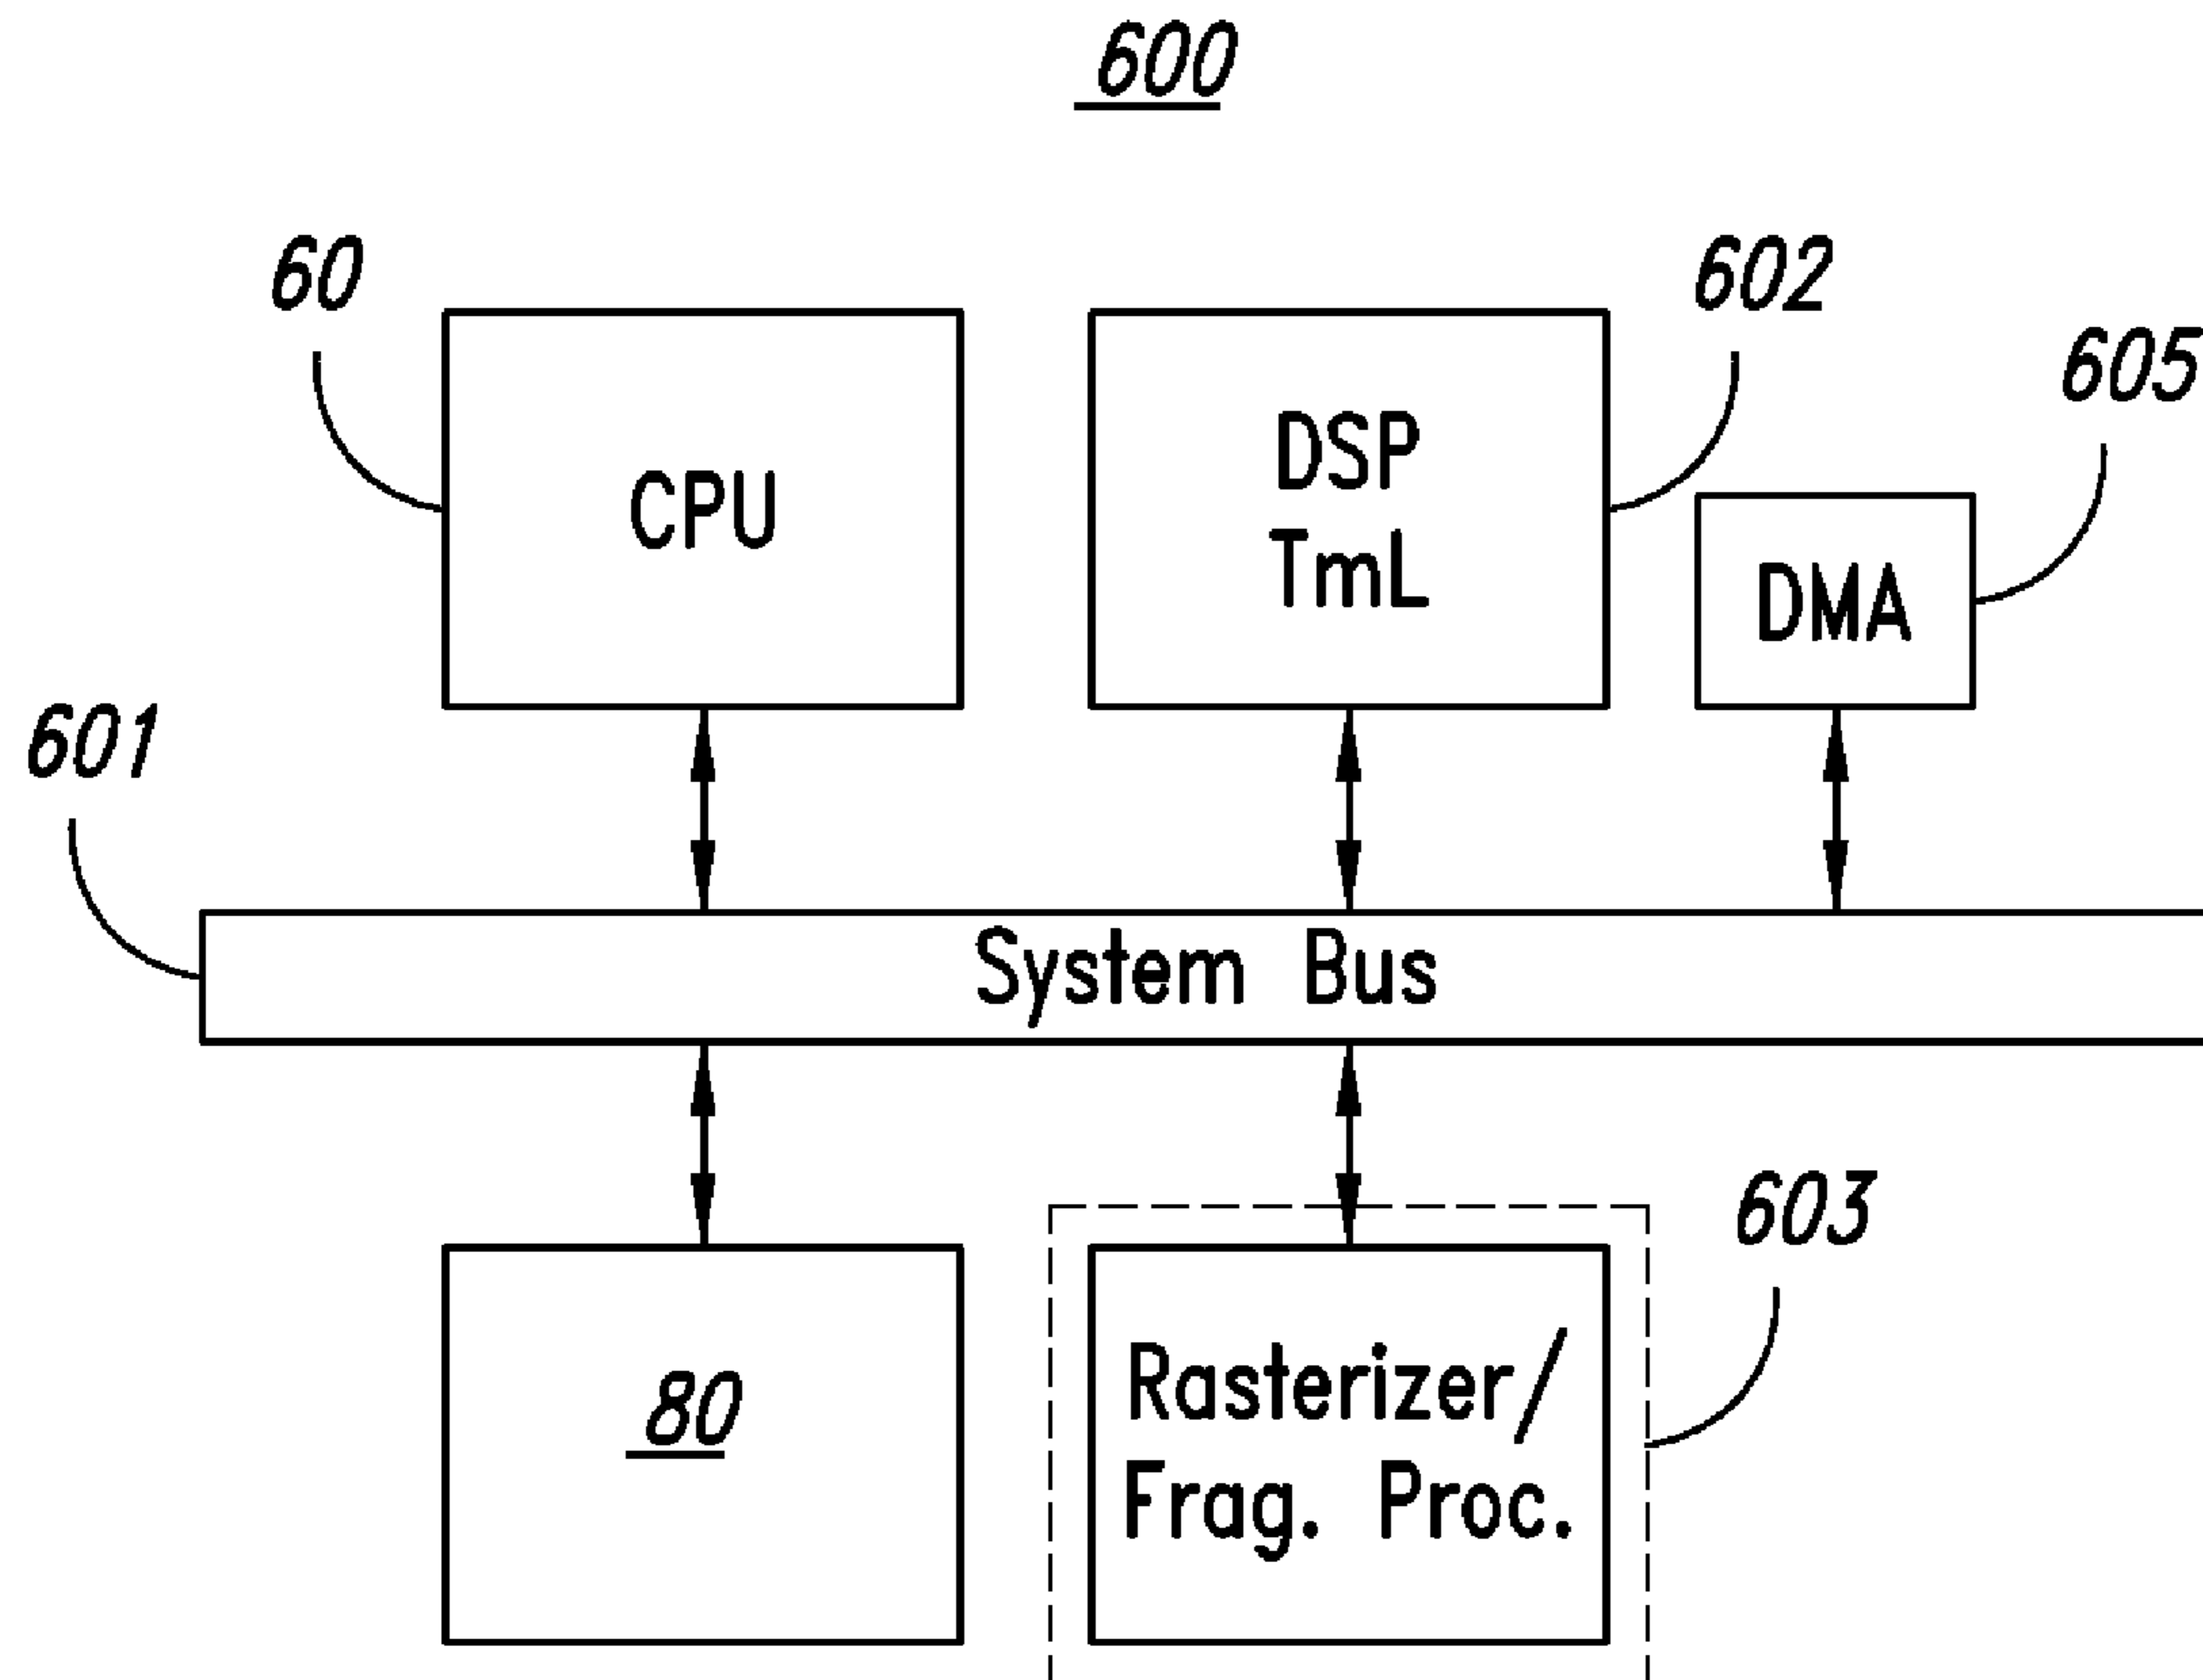 600
60
602
605
CPU
DSP
TmL
DMA
601
System Bus
603
80
Rasterizer/
Frag. Proc.